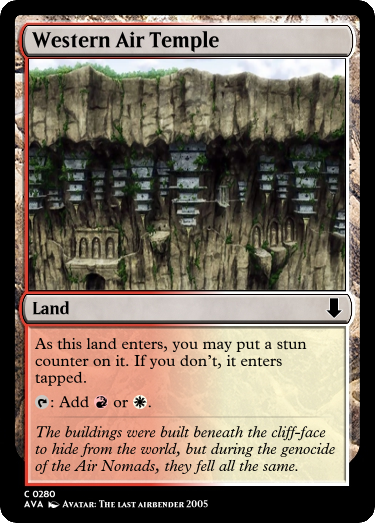 Western Air Temple
Land
As this land enters, you may put a stun
counter on it. If you don't, it enters
tapped.
: Add or .
The buildings were built beneath the cliff-face
to hide from the world, but during the genocide
of the Air Nomads, they fell all the same.
C 0280
AVA Avatar: The last airbender 2005